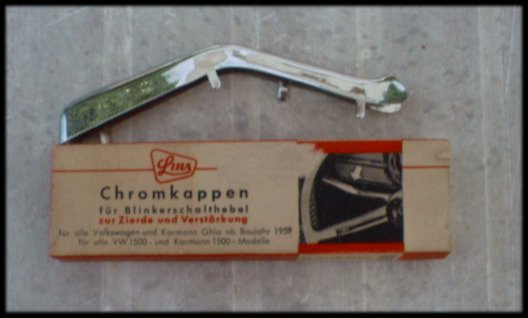 LIHA
Chromkappen
für Blinkerschalthebel
zur Zierde und Verstärkung
für alle Volkswagen und Karmann Ghia ab Baujahr 1959
für alle VW 1500- und Karmann 1500-Modelle